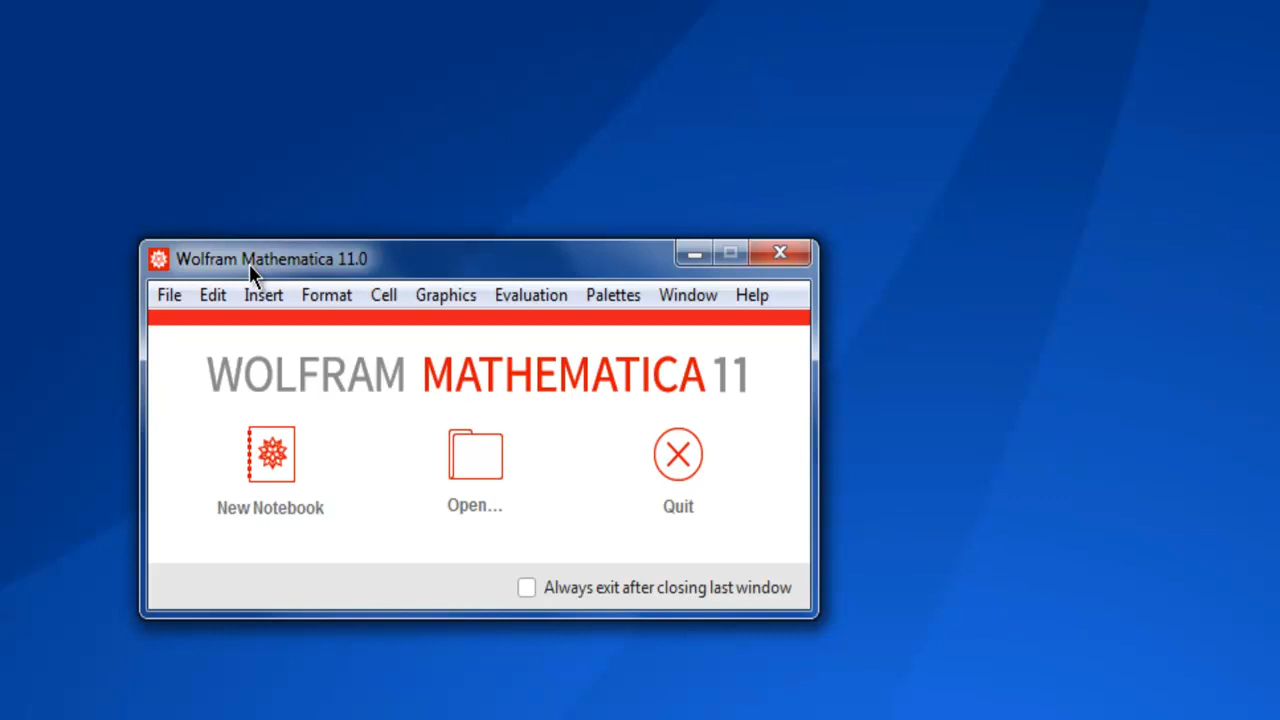 Wolfram Mathematica 11.0
File Edit Insert Format Cell Graphics Evaluation Palettes Window Help
WOLFRAM MATHEMATICA 11
New Notebook Open... Quit
Always exit after closing last window